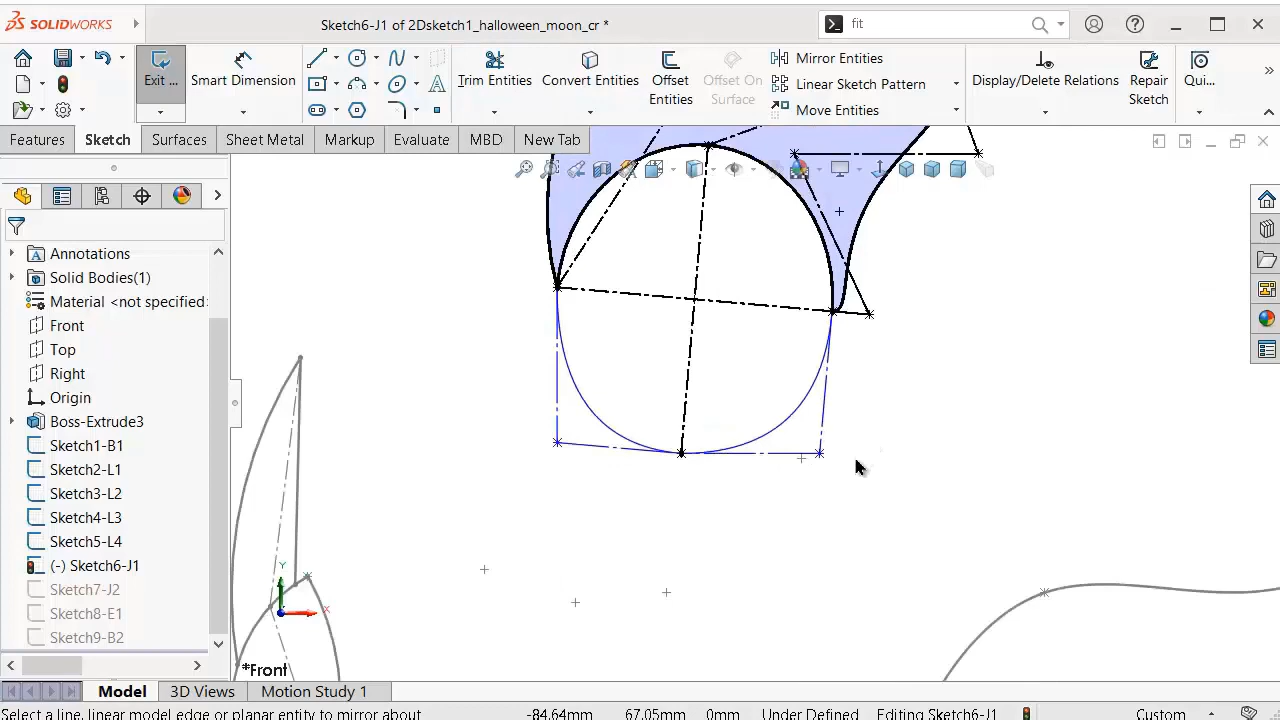 SOLIDWORKS
Sketch6-J1 of 2Dsketch1_halloween_moon_cr *
fit
Exit ...
Smart Dimension
Trim Entities
Convert Entities
Offset Entities
Offset On Surface
Mirror Entities
Linear Sketch Pattern
Move Entities
Display/Delete Relations
Repair Sketch
Qui...
Features
Sketch
Surfaces
Sheet Metal
Markup
Evaluate
MBD
New Tab
Annotations
Solid Bodies(1)
Material <not specified>
Front
Top
Right
Origin
Boss-Extrude3
Sketch1-B1
Sketch2-L1
Sketch3-L2
Sketch4-L3
Sketch5-L4
(-) Sketch6-J1
Sketch7-J2
Sketch8-E1
Sketch9-B2
Y
X
*Front
Model
3D Views
Motion Study 1
Select a line, linear model edge or planar entity to mirror about
-84.64mm
67.05mm
0mm
Under Defined
Editing Sketch6-J1
Custom